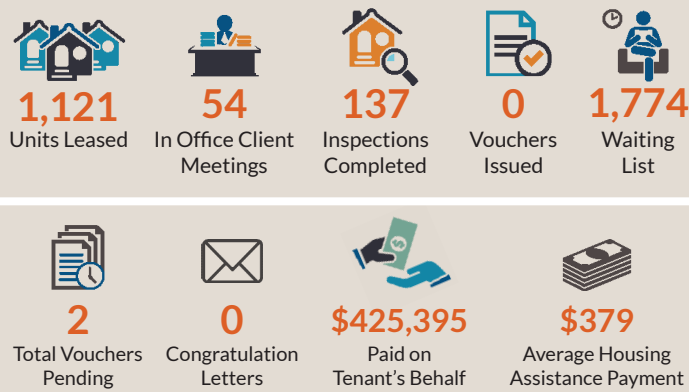 1,121
Units Leased
54
In Office Client
Meetings
137
Inspections
Completed
0
Vouchers
Issued
1,774
Waiting
List
2
Total Vouchers
Pending
0
Congratulation
Letters
$425,395
Paid on
Tenant's Behalf
$379
Average Housing
Assistance Payment